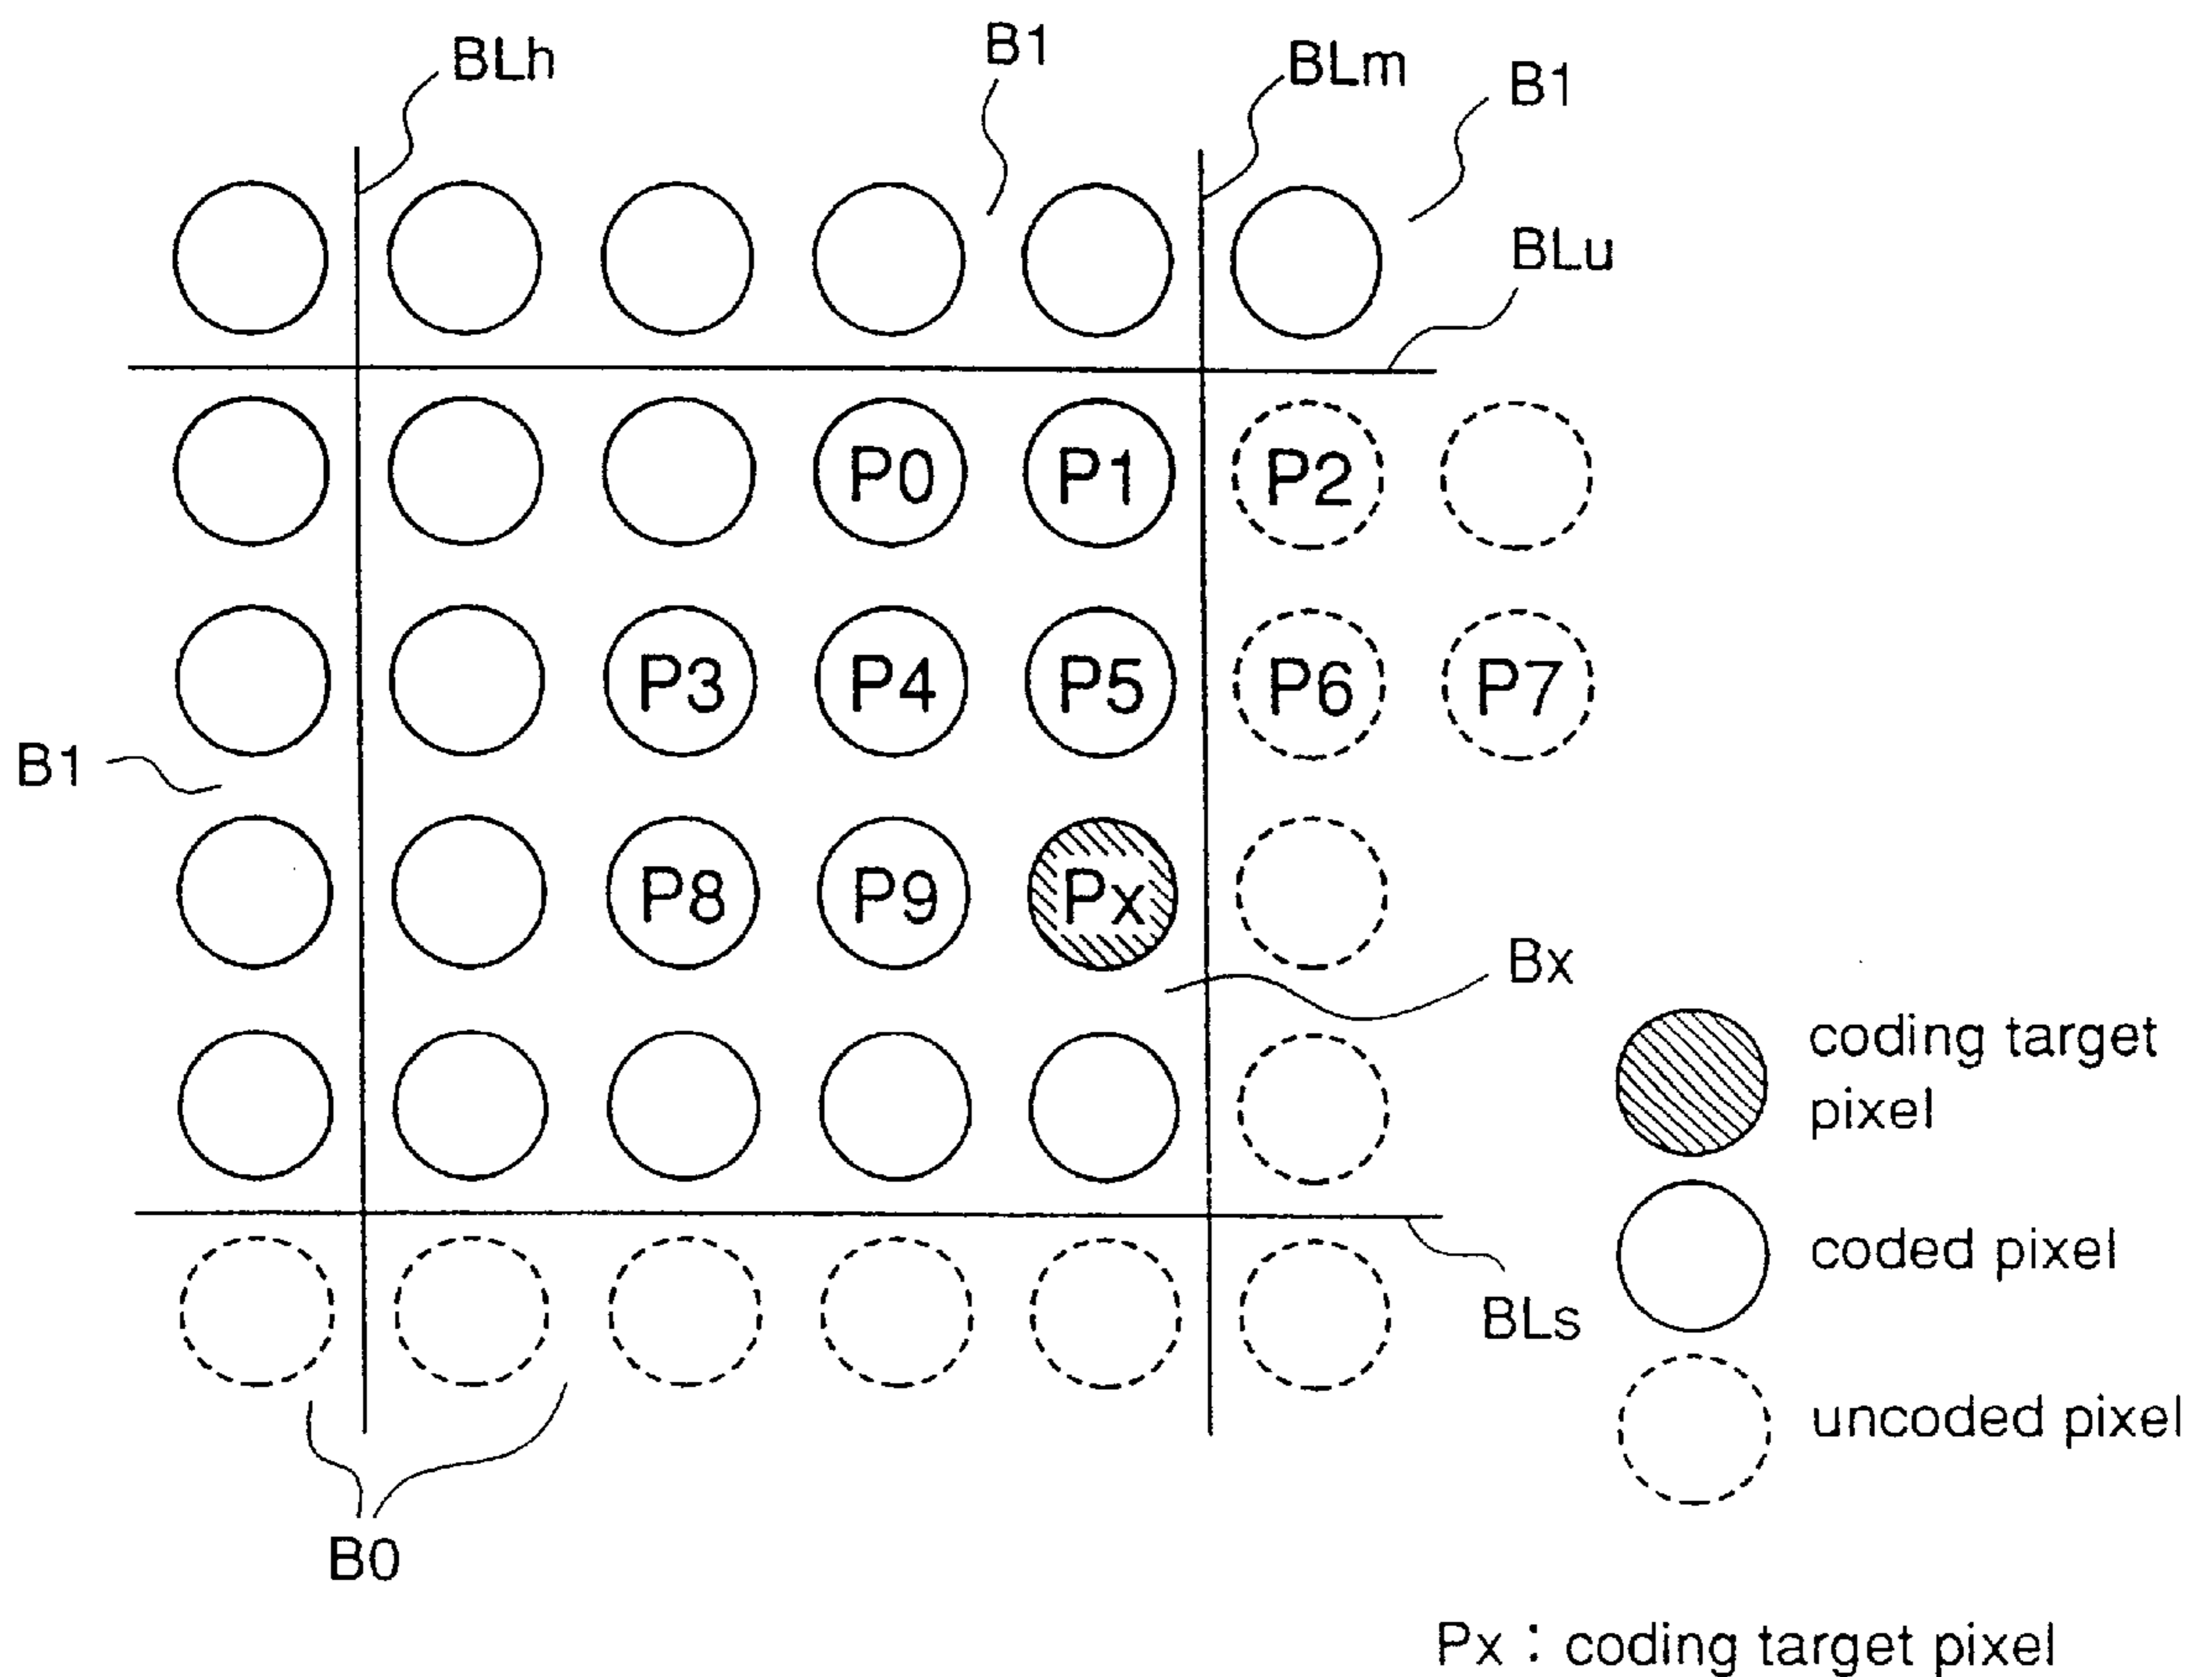 BLh
B1
BLm
B1
BLu
P0 P1 P2
P3 P4 P5 P6 P7
B1
P8 P9 Px
Bx
coding target
pixel
coded pixel
BLs
uncoded pixel
B0
Px : coding target pixel